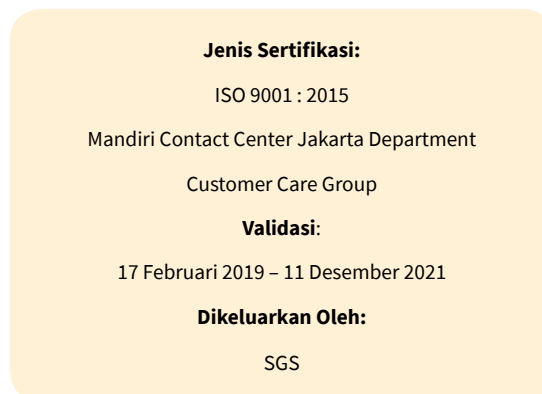 Jenis Sertifikasi:
ISO 9001 : 2015
Mandiri Contact Center Jakarta Department
Customer Care Group
Validasi:
17 Februari 2019 – 11 Desember 2021
Dikeluarkan Oleh:
SGS